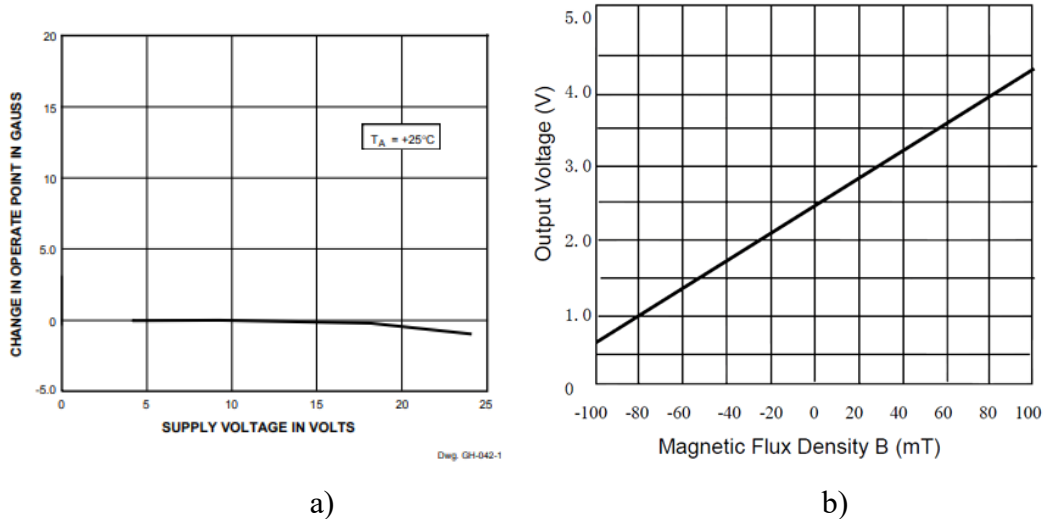 CHANGE IN OPERATE POINT IN GAUSS
20
15
10
5.0
0
-5.0
T_A = +25°C
0 5 10 15 20 25
SUPPLY VOLTAGE IN VOLTS
Dwg. GH-042-1
a)
Output Voltage (V)
5.0
4.0
3.0
2.0
1.0
0
-100 -80 -60 -40 -20 0 20 40 60 80 100
Magnetic Flux Density B (mT)
b)